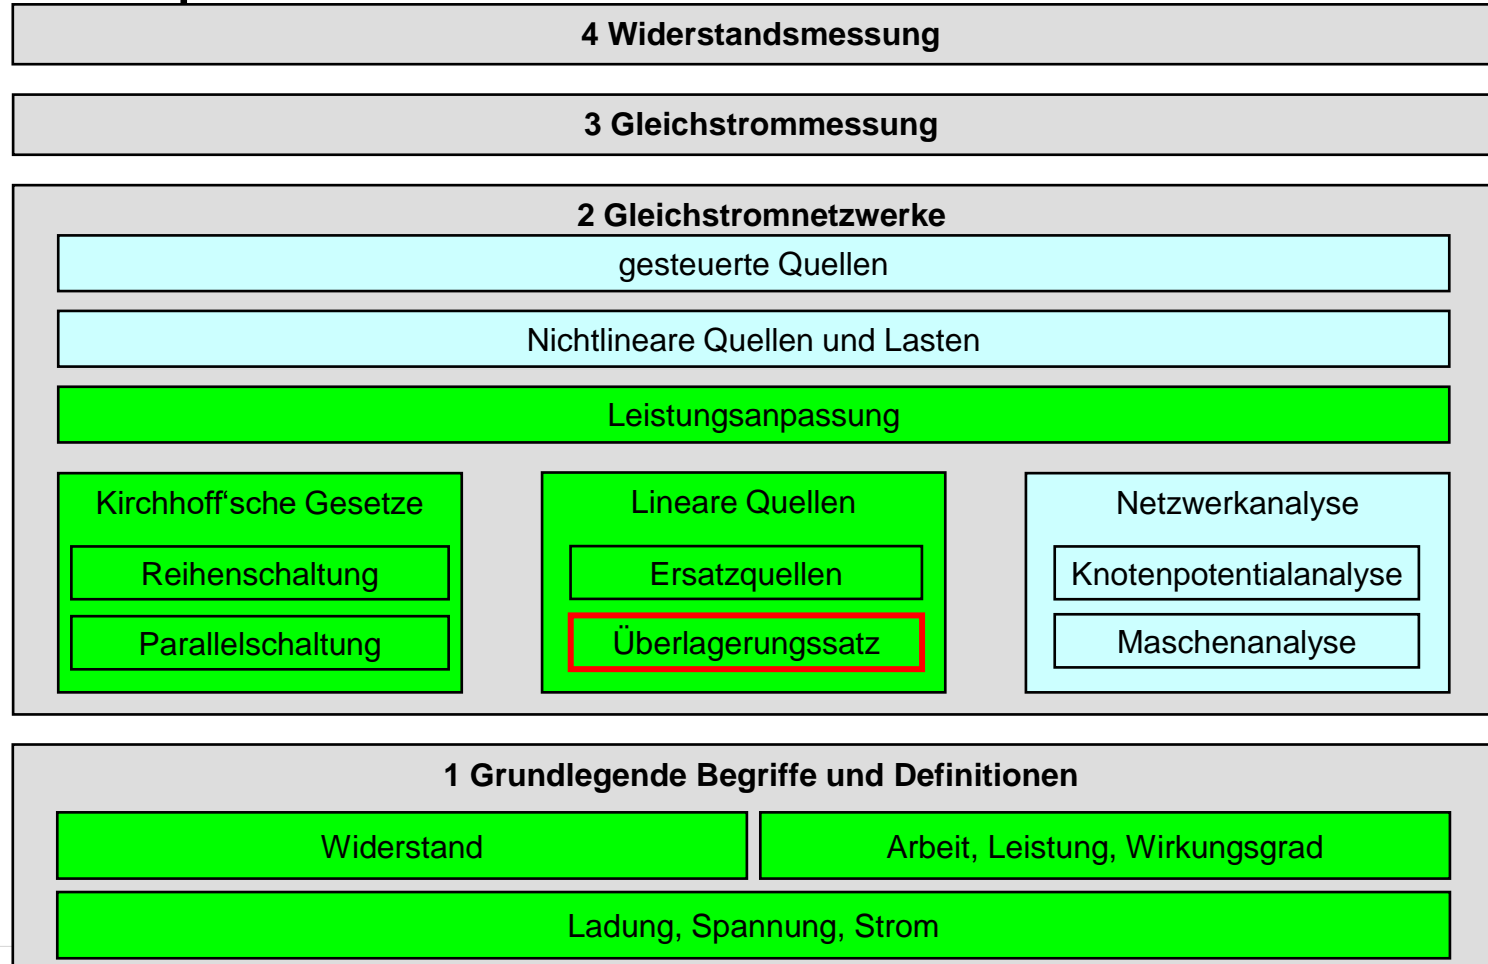 4 Widerstandsmessung
3 Gleichstrommessung
2 Gleichstromnetzwerke
gesteuerte Quellen
Nichtlineare Quellen und Lasten
Leistungsanpassung
Kirchhoff‘sche Gesetze
Reihenschaltung
Parallelschaltung
Lineare Quellen
Ersatzquellen
Überlagerungssatz
Netzwerkanalyse
Knotenpotentialanalyse
Maschenanalyse
1 Grundlegende Begriffe und Definitionen
Widerstand
Arbeit, Leistung, Wirkungsgrad
Ladung, Spannung, Strom